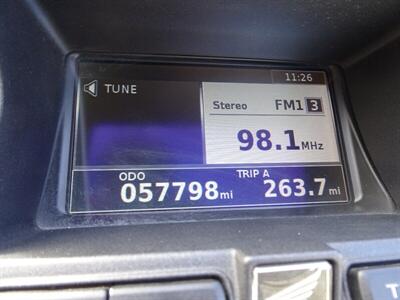 11:26
TUNE
Stereo FM1 3
98.1MHz
ODO TRIP A
057798mi 263.7mi